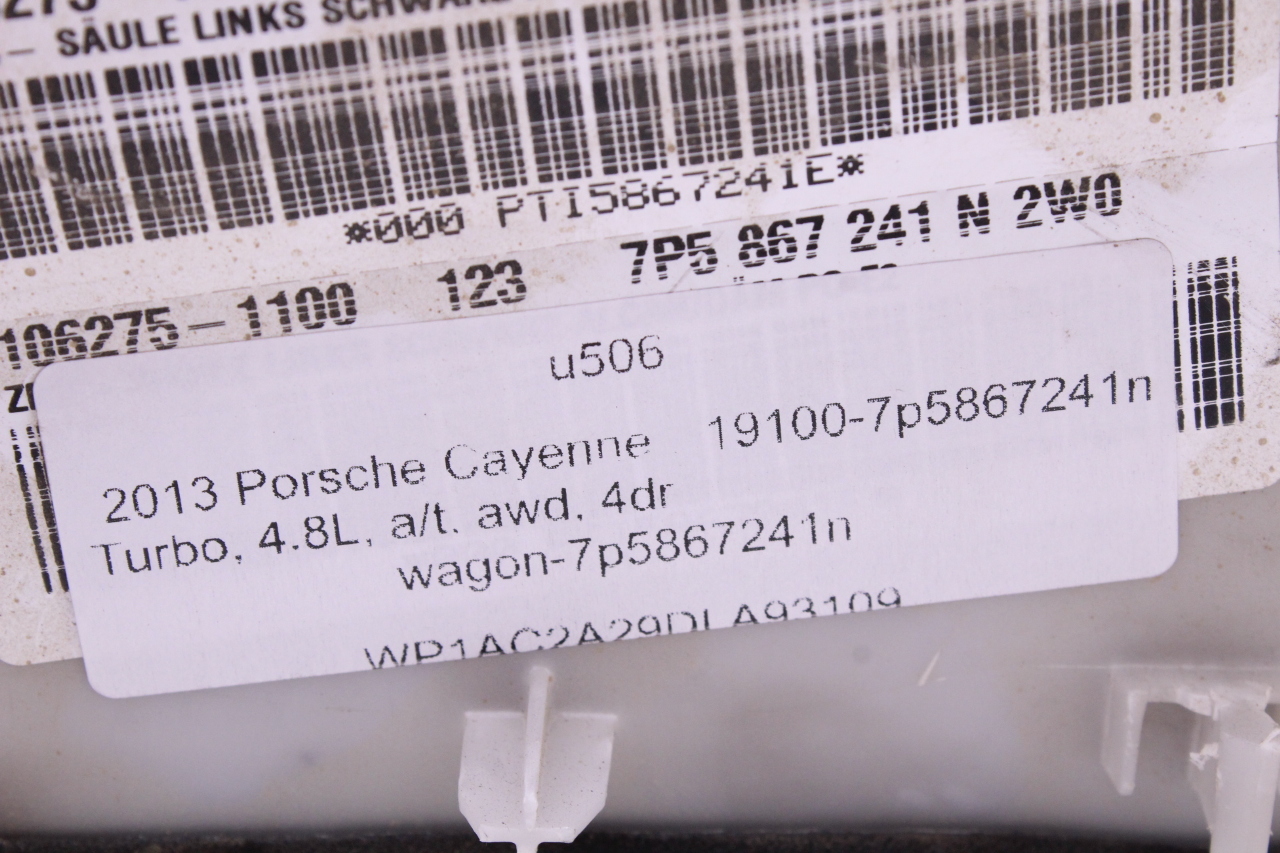 – SÄULE LINKS
*000 PTI5867241E*
106275-1100 123 7P5 867 241 N 2W0
u506
2013 Porsche Cayenne 19100-7p5867241n
Turbo, 4.8L, a/t. awd, 4dr
wagon-7p5867241n
WP1AC2A29DLA93109